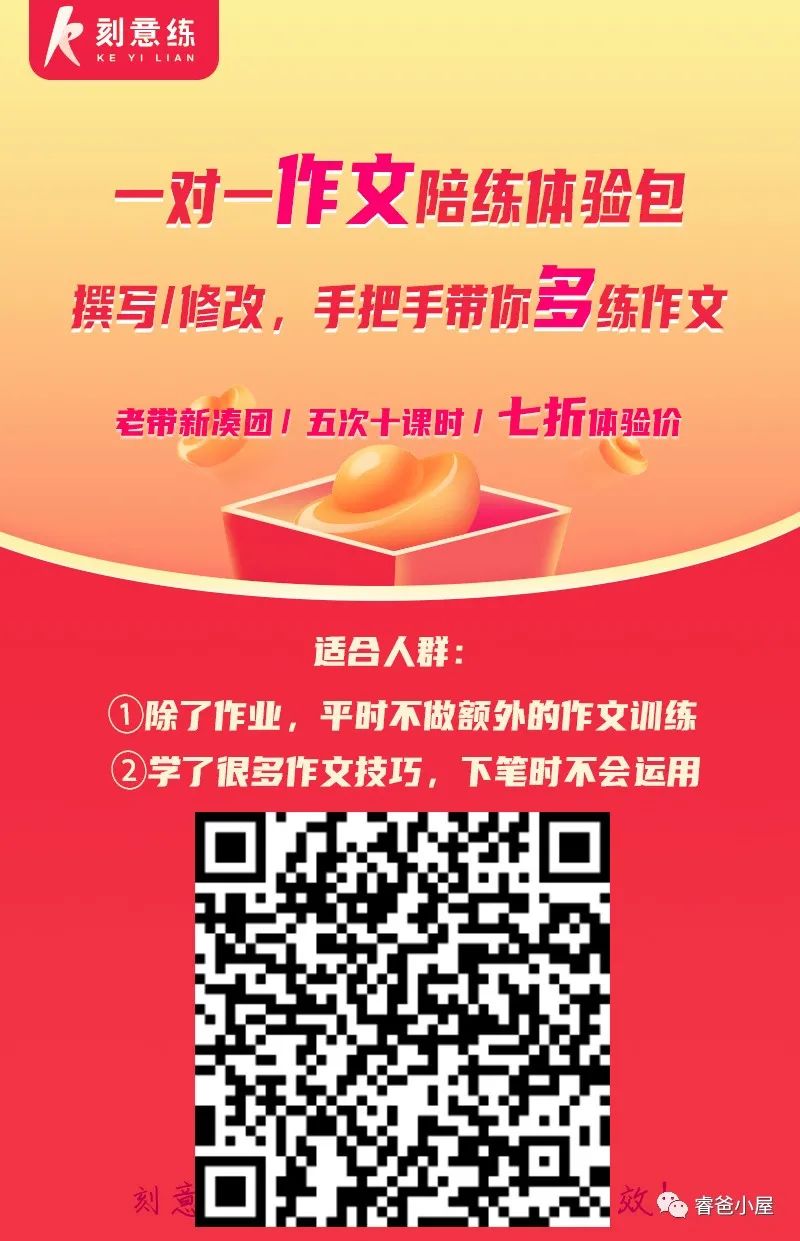 刻意练
KE YI LIAN
一对一作文陪练体验包
撰写/修改，手把手带你多练作文
老带新凑团/五次十课时/七折体验价
适合人群：
①除了作业，平时不做额外的作文训练
②学了很多作文技巧，下笔时不会运用
刻意 效！
睿爸小屋